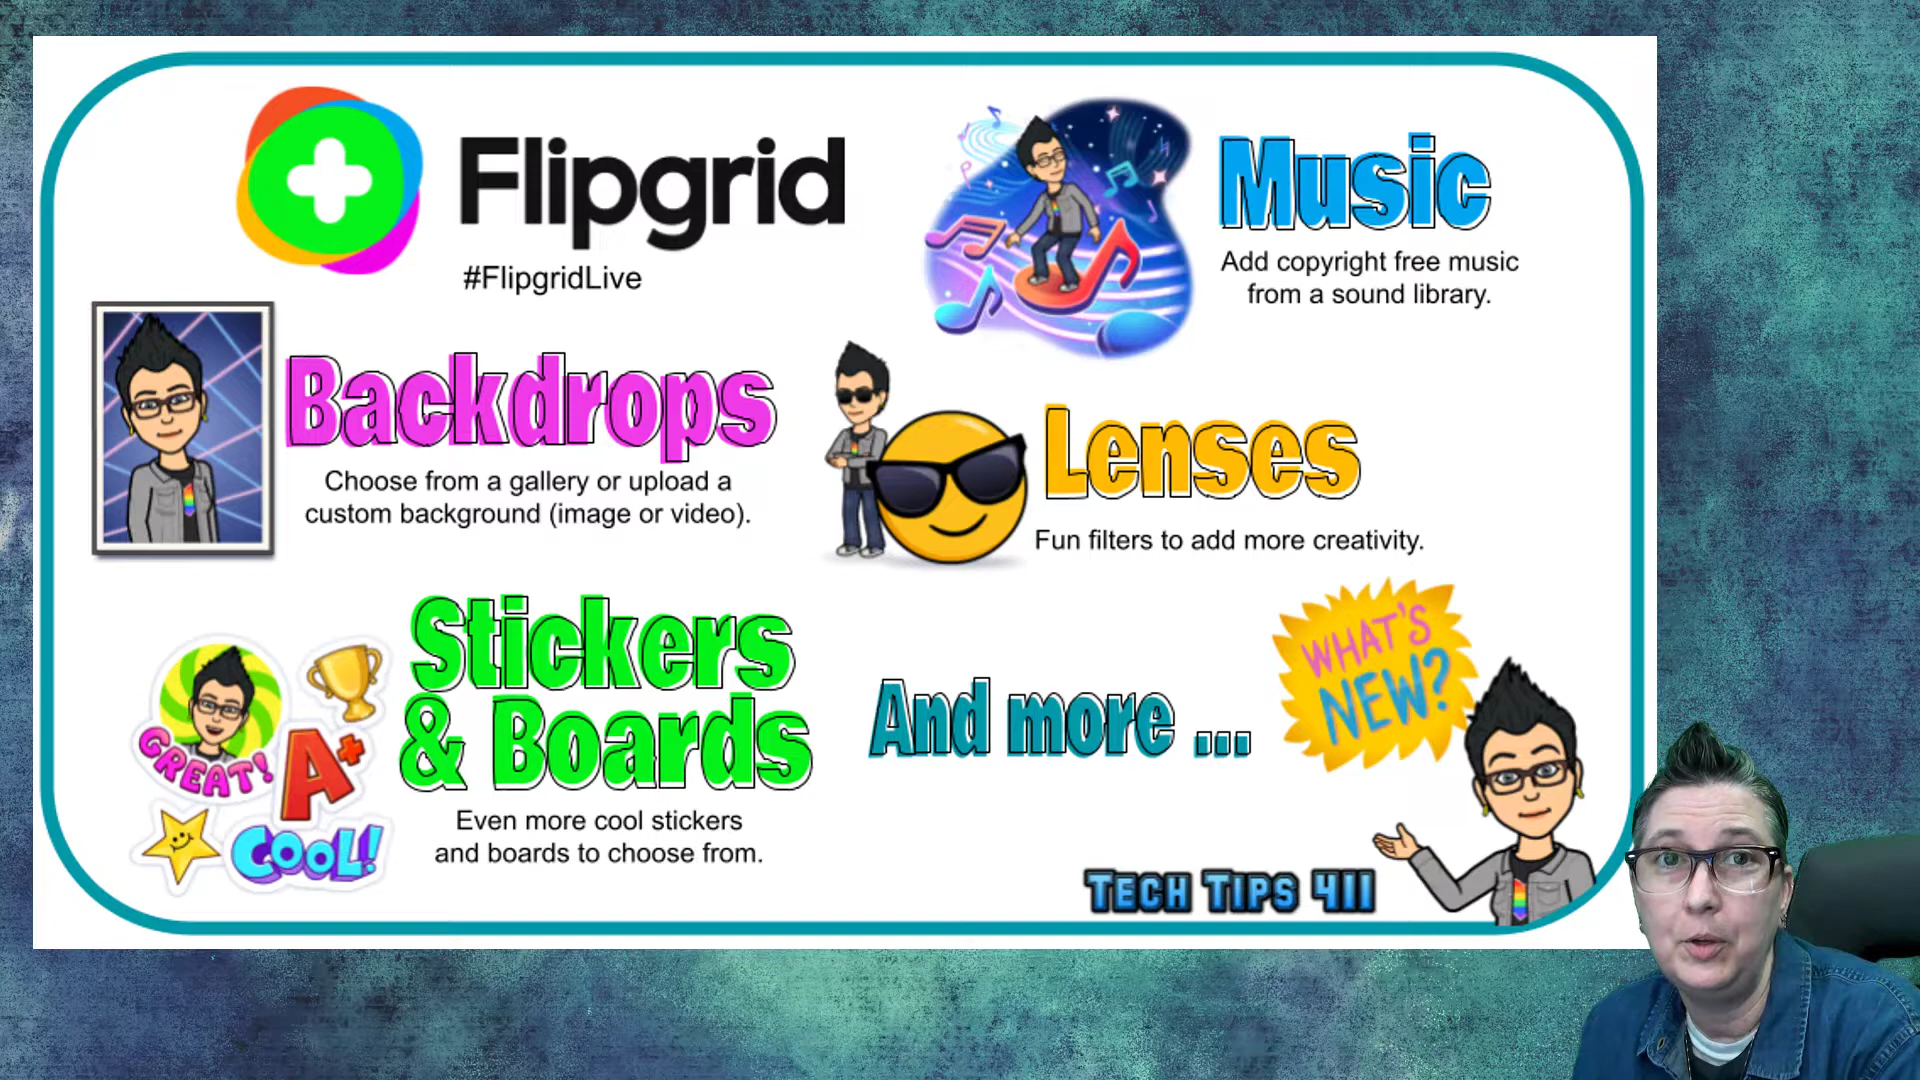 Flipgrid
#FlipgridLive
Music
Add copyright free music
from a sound library.
Backdrops
Choose from a gallery or upload a
custom background (image or video).
Lenses
Fun filters to add more creativity.
Stickers
& Boards
Even more cool stickers
and boards to choose from.
GREAT!
A+
COOL!
And more ...
WHAT'S
NEW?
TECH TIPS 411